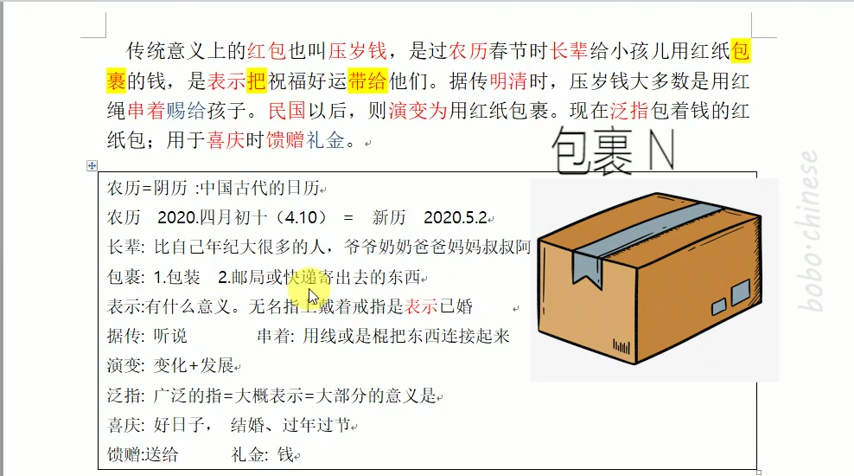 传统意义上的红包也叫压岁钱，是过农历春节时长辈给小孩儿用红纸包
裹的钱，是表示把祝福好运带给他们。据传明清时，压岁钱大多数是用红
绳串着赐给孩子。民国以后，则演变为用红纸包裹。现在泛指包着钱的红
纸包；用于喜庆时馈赠礼金。
包裹 N
农历=阴历 :中国古代的日历
农历 2020.四月初十（4.10） = 新历 2020.5.2
长辈: 比自己年纪大很多的人，爷爷奶奶爸爸妈妈叔叔阿
包裹: 1.包装 2.邮局或快递寄出去的东西
表示:有什么意义。无名指上戴着戒指是表示已婚
据传: 听说 串着: 用线或是棍把东西连接起来
演变: 变化+发展
泛指: 广泛的指=大概表示=大部分的意义是
喜庆: 好日子， 结婚、过年过节
馈赠:送给 礼金: 钱
bobo·chinese